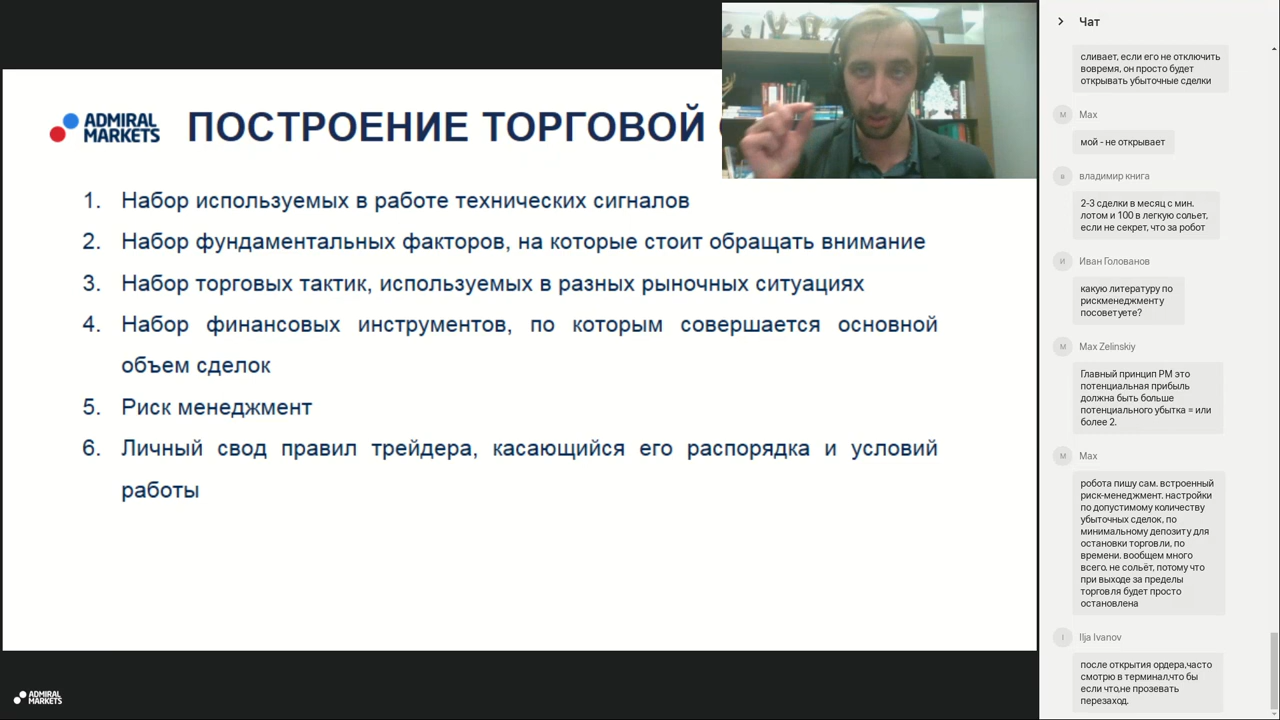 ADMIRAL
MARKETS
ПОСТРОЕНИЕ ТОРГОВОЙ
1. Набор используемых в работе технических сигналов
2. Набор фундаментальных факторов, на которые стоит обращать внимание
3. Набор торговых тактик, используемых в разных рыночных ситуациях
4. Набор финансовых инструментов, по которым совершается основной
объем сделок
5. Риск менеджмент
6. Личный свод правил трейдера, касающийся его распорядка и условий
работы
ADMIRAL
MARKETS
Чат
сливает, если его не отключить
вовремя, он просто будет
открывать убыточные сделки
M
Max
мой - не открывает
в
владимир книга
2-3 сделки в месяц с мин.
лотом и 100 в легкую сольет,
если не секрет, что за робот
И
Иван Голованов
какую литературу по
рискменеджменту
посоветуете?
M
Max Zelinskiy
Главный принцип РМ это
потенциальная прибыль
должна быть больше
потенциального убытка = или
более 2.
M
Max
робота пишу сам. встроенный
риск-менеджмент. настройки
по допустимому количеству
убыточных сделок, по
минимальному депозиту для
остановки торговли, по
времени. вообщем много
всего. не сольёт, потому что
при выходе за пределы
торговля будет просто
остановлена
I
Ilja Ivanov
после открытия ордера,часто
смотрю в терминал,что бы
если что,не прозевать
перезаход.